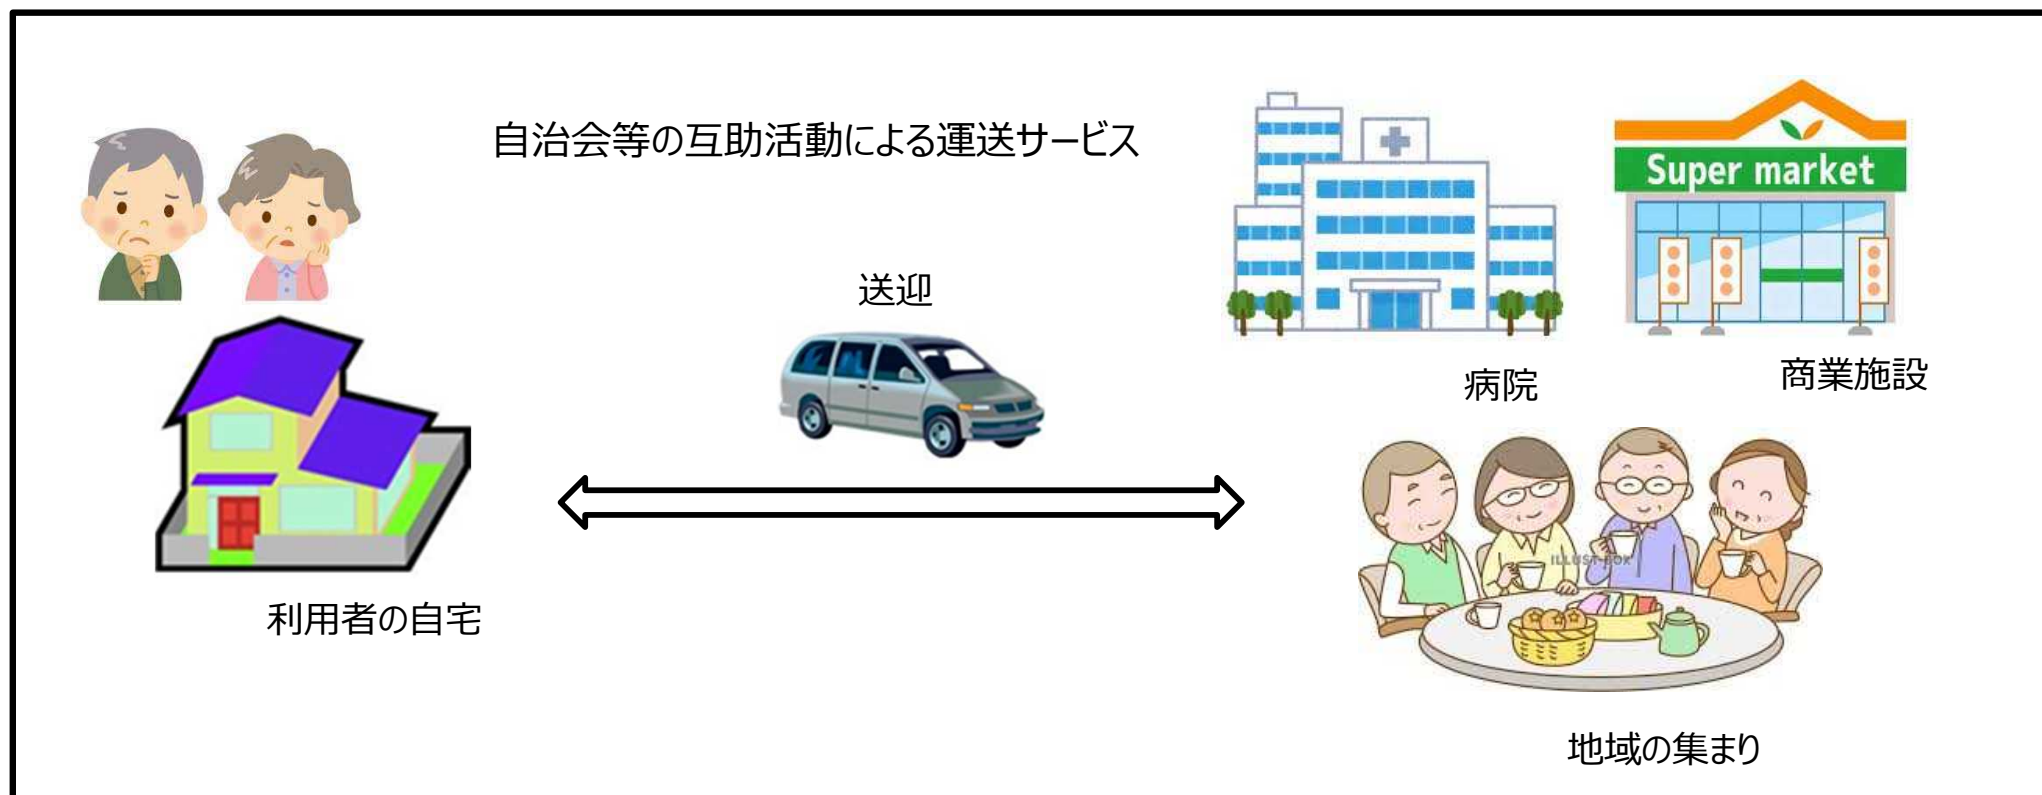 自治会等の互助活動による運送サービス
Super market
送迎
病院
商業施設
ILLUST BOX
利用者の自宅
地域の集まり